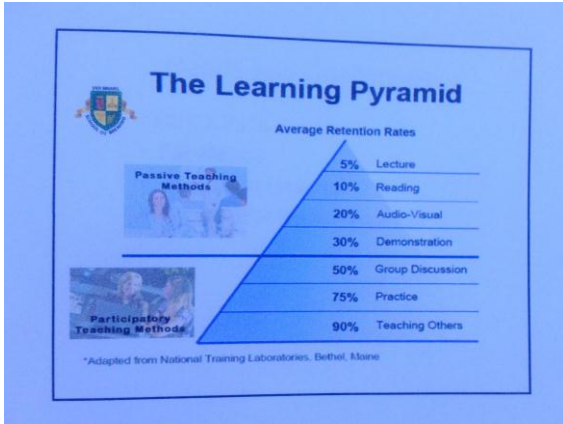 The Learning Pyramid
Average Retention Rates
Passive Teaching
Methods
5% Lecture
10% Reading
20% Audio-Visual
30% Demonstration
50% Group Discussion
75% Practice
90% Teaching Others
Participatory
Teaching Methods
*Adapted from National Training Laboratories. Bethel, Maine